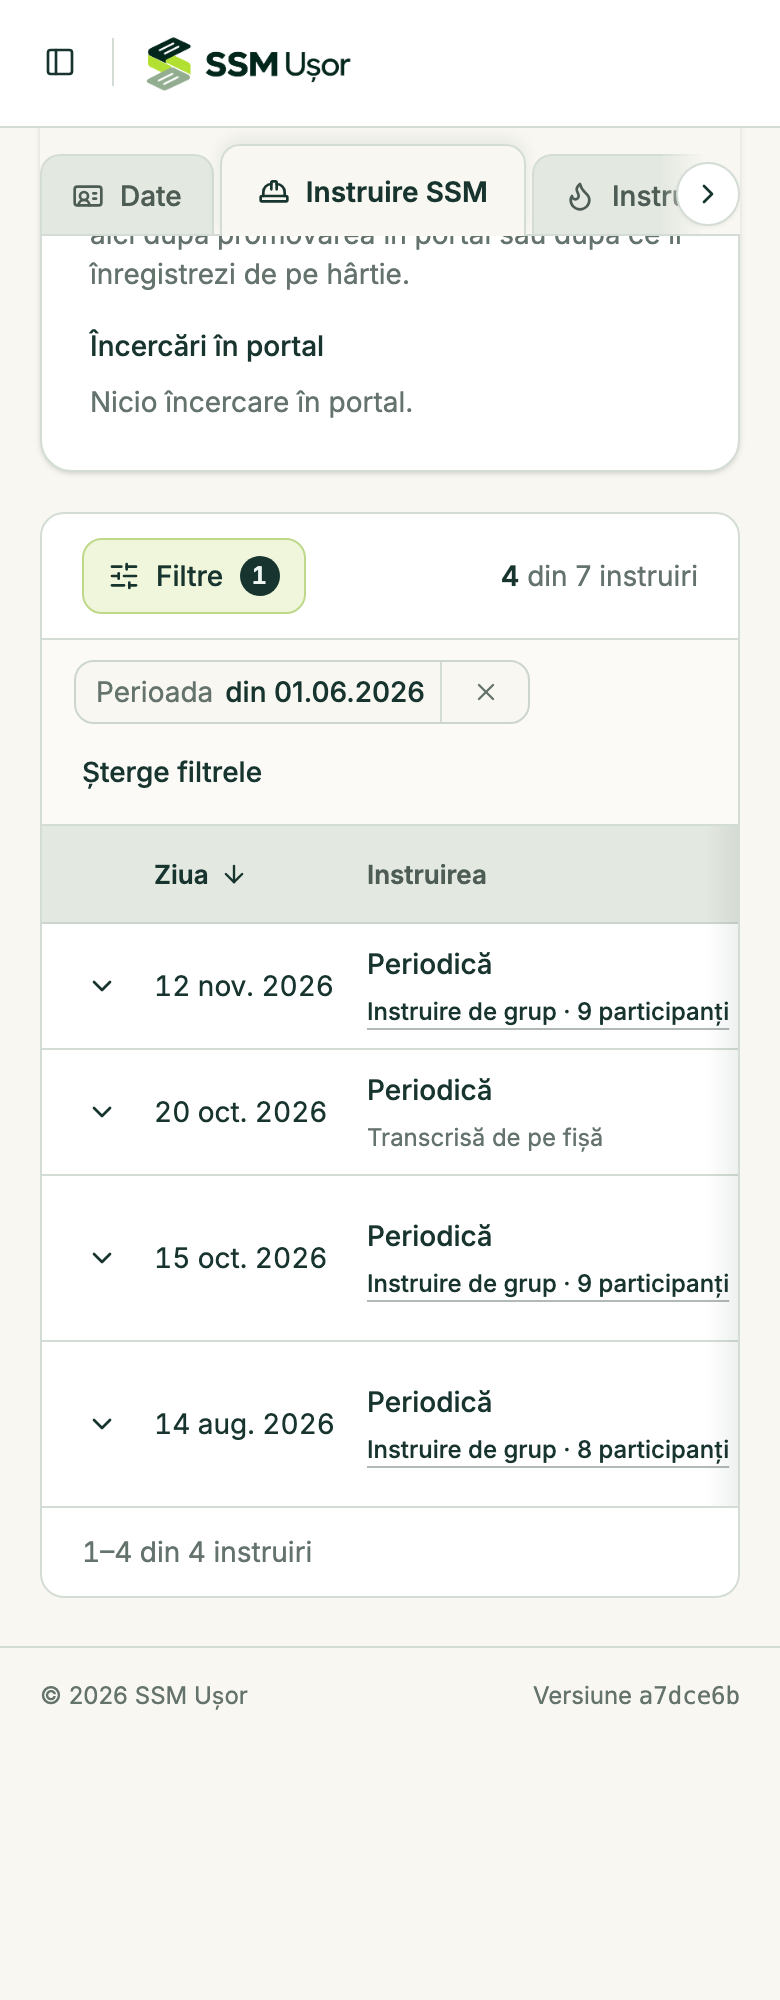 SSM Ușor
Date
Instruire SSM
înregistrezi de pe hârtie.
Încercări în portal
Nicio încercare în portal.
Filtre 1
4 din 7 instruiri
Perioada din 01.06.2026
Șterge filtrele
Ziua
Instruirea
12 nov. 2026
Periodică
Instruire de grup · 9 participanți
20 oct. 2026
Periodică
Transcrisă de pe fișă
15 oct. 2026
Periodică
Instruire de grup · 9 participanți
14 aug. 2026
Periodică
Instruire de grup · 8 participanți
1–4 din 4 instruiri
© 2026 SSM Ușor
Versiune a7dce6b